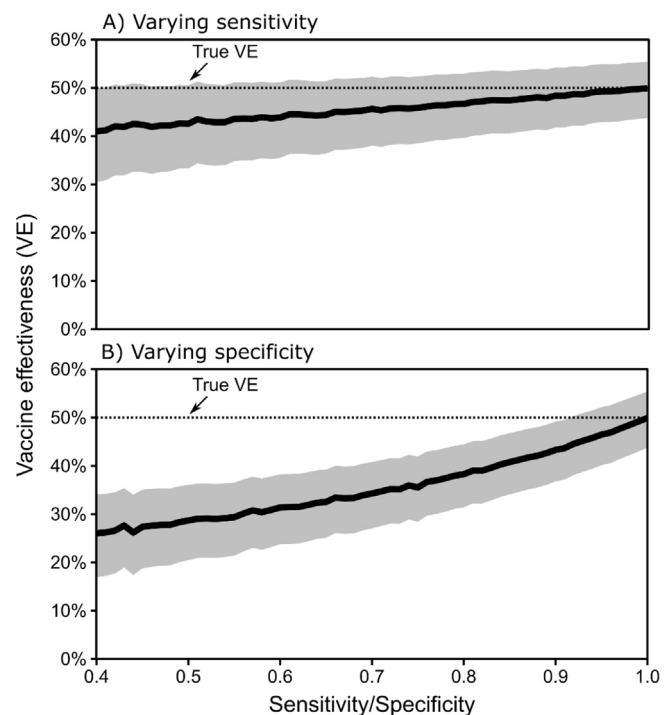 A) Varying sensitivity
60%
True VE
50%
40%
30%
20%
10%
0%
Vaccine effectiveness (VE)
B) Varying specificity
60%
True VE
50%
40%
30%
20%
10%
0%
0.4 0.5 0.6 0.7 0.8 0.9 1.0
Sensitivity/Specificity